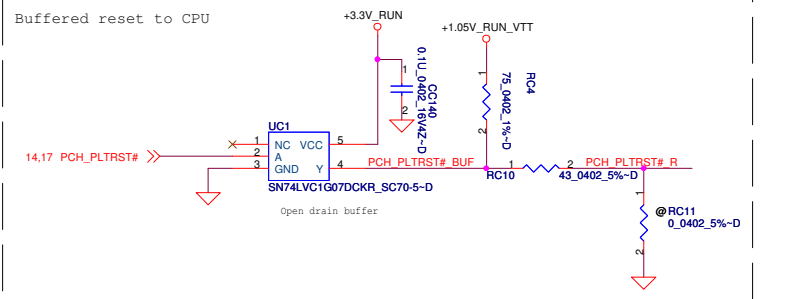 Buffered reset to CPU
+3.3V_RUN
+1.05V_RUN_VTT
1
2
CC140
0.1U_0402_16V4Z~D
1
2
RC4
75_0402_1%~D
UC1
1 NC VCC 5
14,17 PCH_PLTRST# 2 A
3 GND Y 4 PCH_PLTRST#_BUF
SN74LVC1G07DCKR_SC70-5~D
Open drain buffer
1 2 PCH_PLTRST#_R
RC10 43_0402_5%~D
1
@RC11
0_0402_5%~D
2